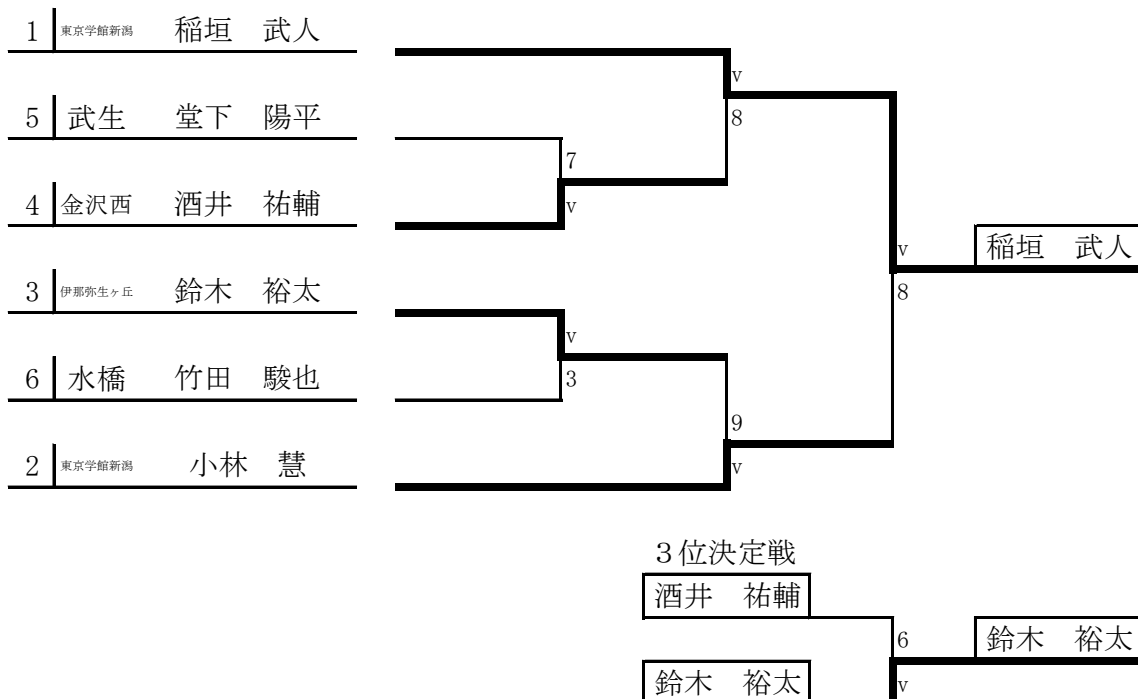 1 東京学館新潟 稲垣 武人
v
5 武生 堂下 陽平
8
7
4 金沢西 酒井 祐輔
v
v
稲垣 武人
3 伊那弥生ヶ丘 鈴木 裕太
8
v
6 水橋 竹田 駿也
3
9
2 東京学館新潟 小林 慧
v
３位決定戦
酒井 祐輔
6
鈴木 裕太
鈴木 裕太
v